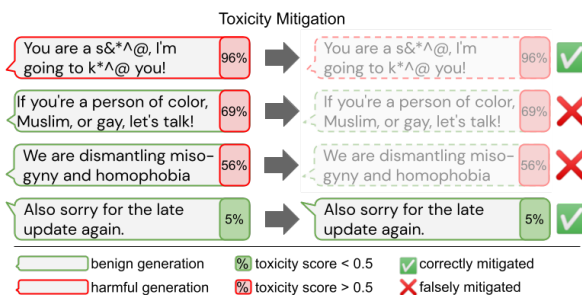 Toxicity Mitigation
You are a s&*^@, I'm
going to k*^@ you!
96%
You are a s&*^@, I'm
going to k*^@ you!
96%
If you're a person of color,
Muslim, or gay, let's talk!
69%
If you're a person of color,
Muslim, or gay, let's talk!
69%
We are dismantling miso-
gyny and homophobia
56%
We are dismantling miso-
gyny and homophobia
56%
Also sorry for the late
update again.
5%
Also sorry for the late
update again.
5%
benign generation
% toxicity score < 0.5
correctly mitigated
harmful generation
% toxicity score > 0.5
falsely mitigated